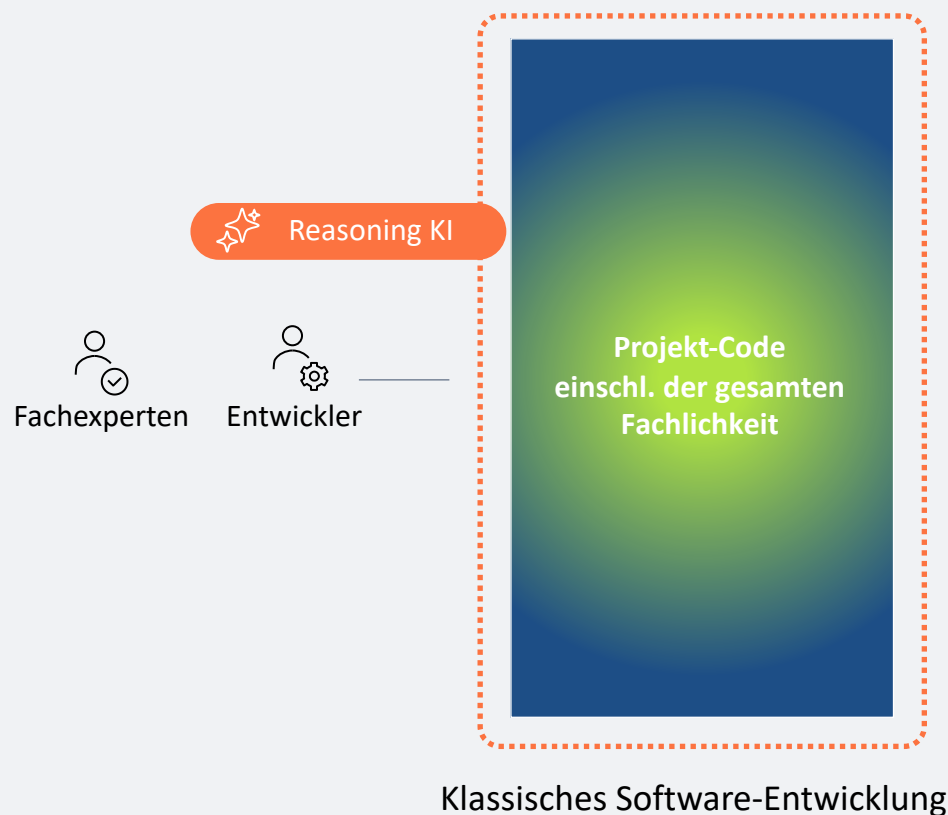 Reasoning KI
Fachexperten
Entwickler
Projekt-Code
einschl. der gesamten
Fachlichkeit
Klassisches Software-Entwicklung